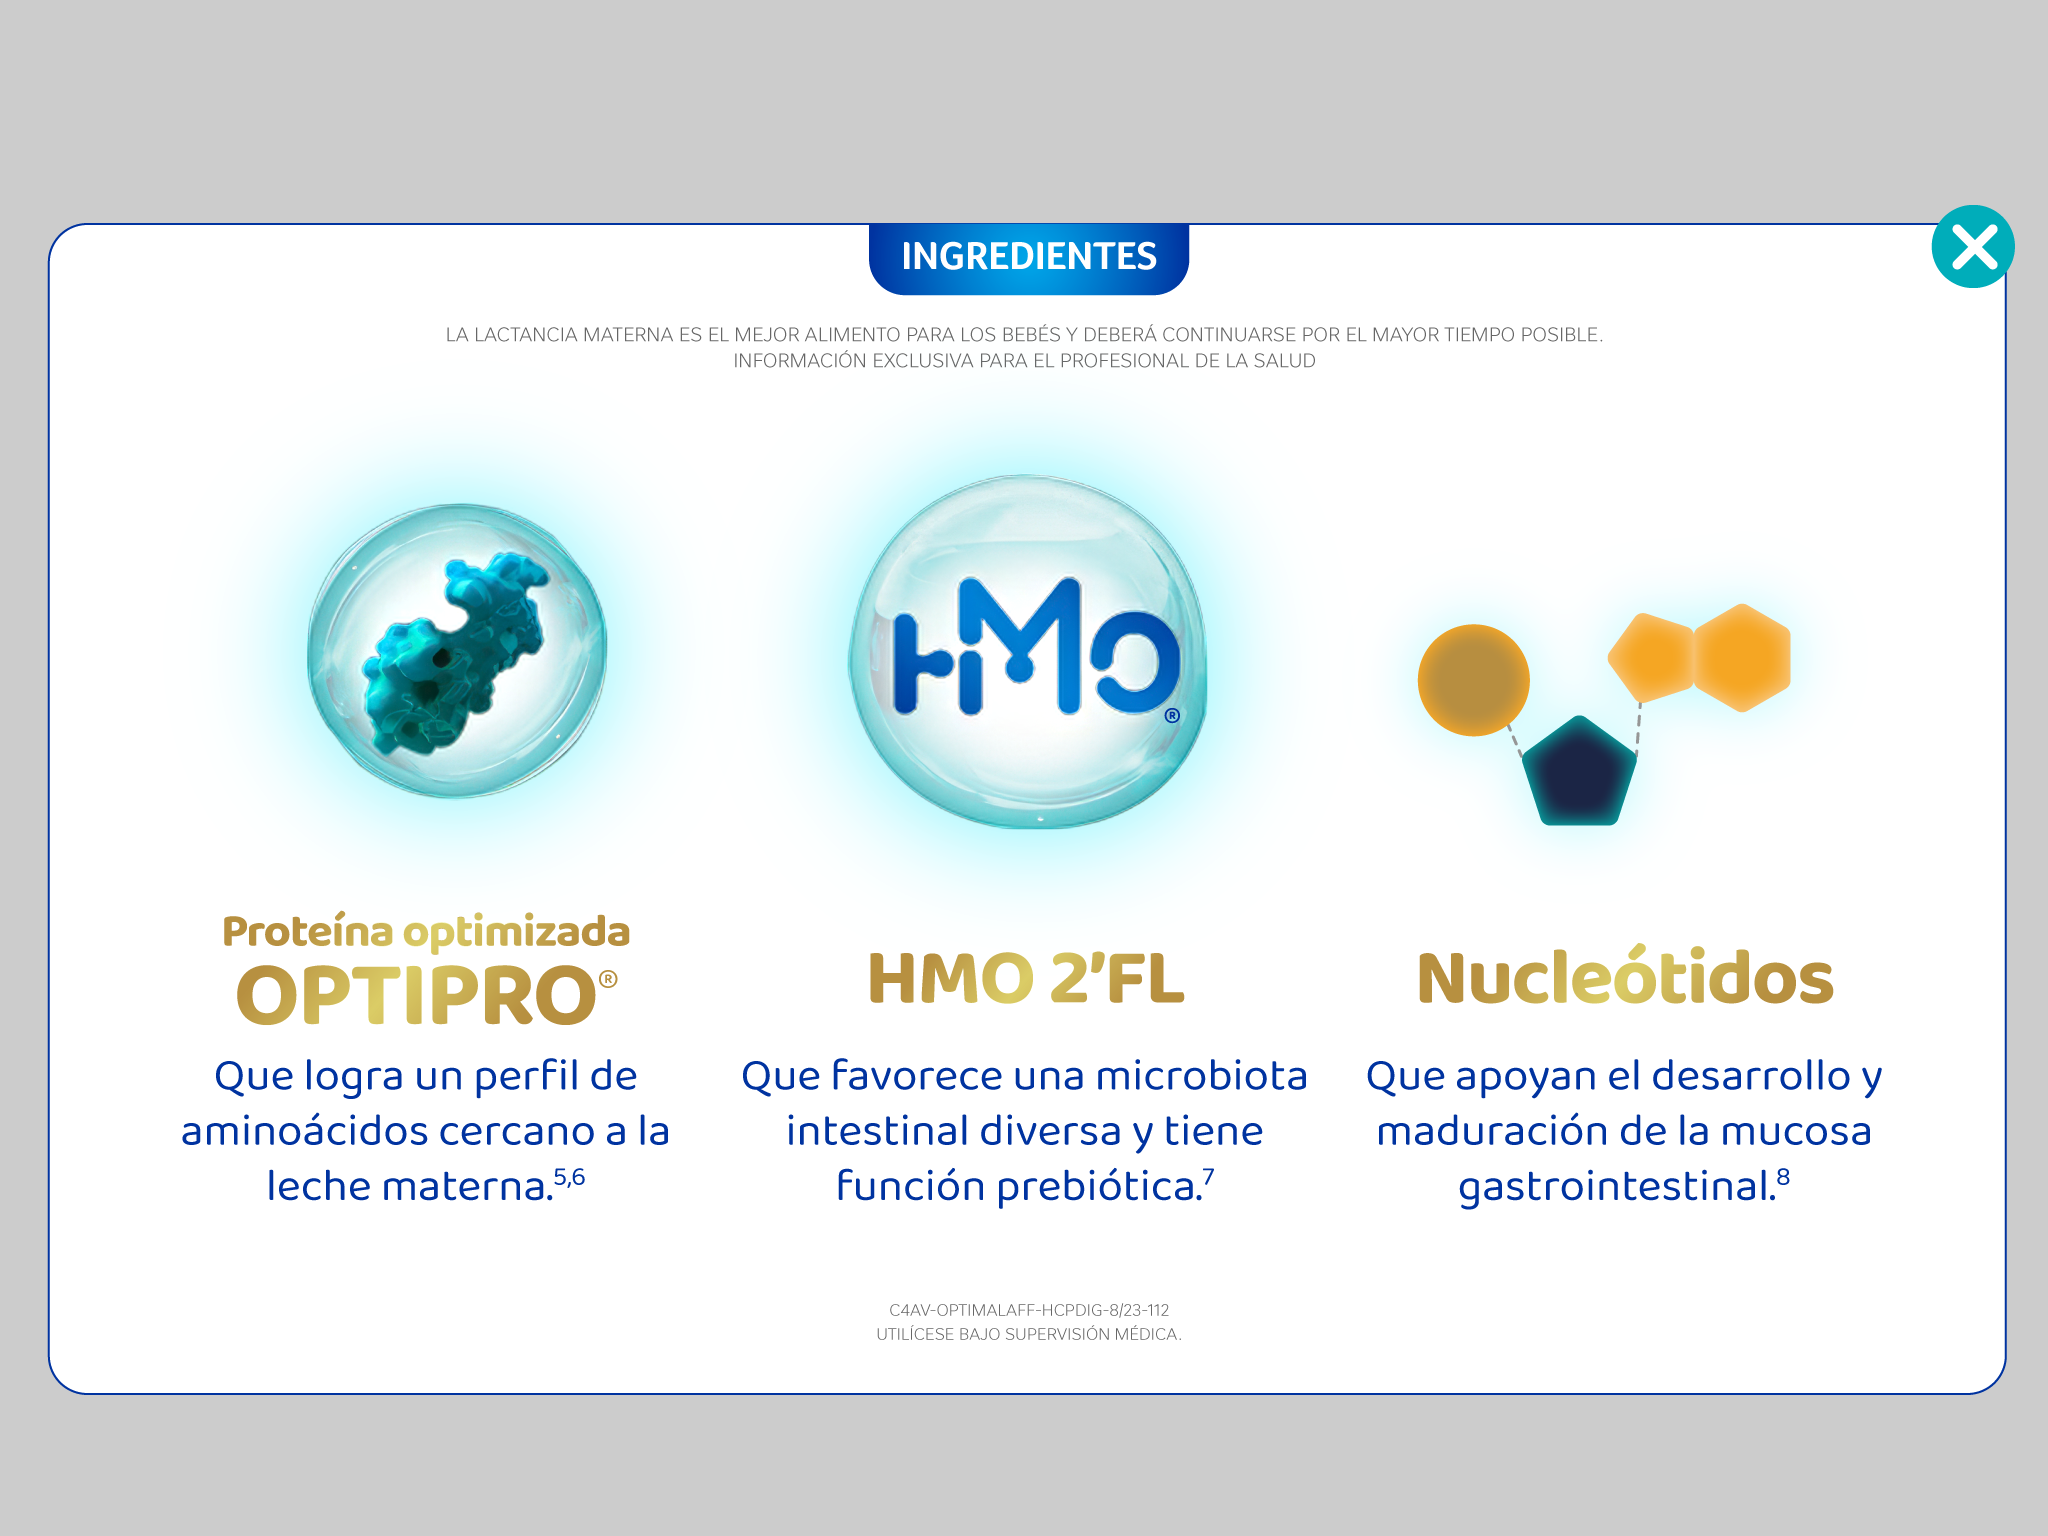 INGREDIENTES
LA LACTANCIA MATERNA ES EL MEJOR ALIMENTO PARA LOS BEBÉS Y DEBERÁ CONTINUARSE POR EL MAYOR TIEMPO POSIBLE.
INFORMACIÓN EXCLUSIVA PARA EL PROFESIONAL DE LA SALUD
HMO®
Proteína optimizada
OPTIPRO®
Que logra un perfil de
aminoácidos cercano a la
leche materna.5,6
HMO 2'FL
Que favorece una microbiota
intestinal diversa y tiene
función prebiótica.7
Nucleótidos
Que apoyan el desarrollo y
maduración de la mucosa
gastrointestinal.8
C4AV-OPTIMALAFF-HCPDIG-8/23-112
UTILÍCESE BAJO SUPERVISIÓN MÉDICA.